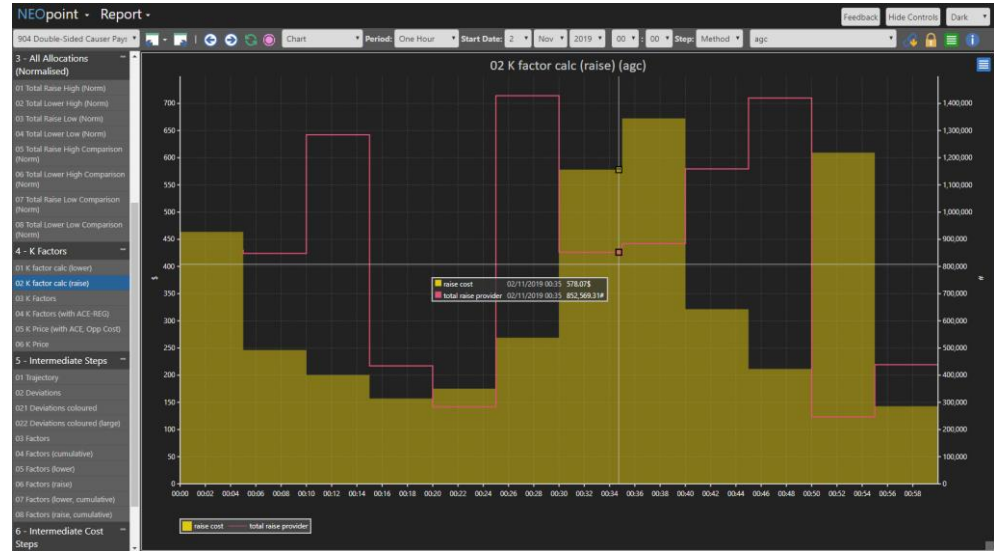 NEOpoint Report
Feedback Hide Controls Dark
904 Double-Sided Causer Pays Chart Period: One Hour Start Date: 2 Nov 2019 00 : 00 Step: Method agc
3 - All Allocations
(Normalised)
01 Total Raise High (Norm)
02 Total Lower High (Norm)
03 Total Raise Low (Norm)
04 Total Lower Low (Norm)
05 Total Raise High Comparison
(Norm)
06 Total Lower High Comparison
(Norm)
07 Total Raise Low Comparison
(Norm)
08 Total Lower Low Comparison
(Norm)
4 - K Factors
01 K factor calc (lower)
02 K factor calc (raise)
03 K Factors
04 K Factors (with ACE-REG)
05 K Price (with ACE, Opp Cost)
06 K Price
5 - Intermediate Steps
01 Trajectory
02 Deviations
021 Deviations coloured
022 Deviations coloured (large)
03 Factors
04 Factors (cumulative)
05 Factors (lower)
06 Factors (raise)
07 Factors (lower, cumulative)
08 Factors (raise, cumulative)
6 - Intermediate Cost
Steps
02 K factor calc (raise) (agc)
700
650
600
550
500
450
400
350
300
250
200
150
100
50
0
$
raise cost 02/11/2019 00:35 578.07$
total raise provider 02/11/2019 00:35 852,569.31#
1,400,000
1,300,000
1,200,000
1,100,000
1,000,000
900,000
800,000
700,000
600,000
500,000
400,000
300,000
200,000
100,000
0
#
00:00 00:02 00:04 00:06 00:08 00:10 00:12 00:14 00:16 00:18 00:20 00:22 00:24 00:26 00:28 00:30 00:32 00:34 00:36 00:38 00:40 00:42 00:44 00:46 00:48 00:50 00:52 00:54 00:56 00:58
raise cost total raise provider